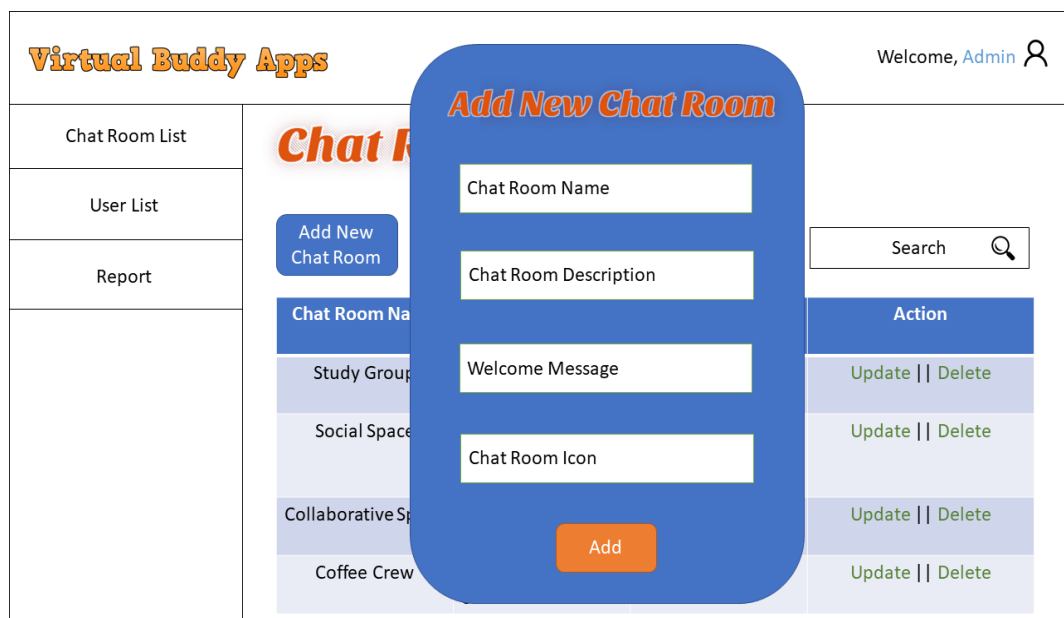 Virtual Buddy Apps
Welcome, Admin
Chat Room List
User List
Report
Chat
Add New
Chat Room
Search
Chat Room
Action
Study Group
Update || Delete
Social Space
Update || Delete
Collaborative
Update || Delete
Coffee Crew
Update || Delete
Add New Chat Room
Chat Room Name
Chat Room Description
Welcome Message
Chat Room Icon
Add